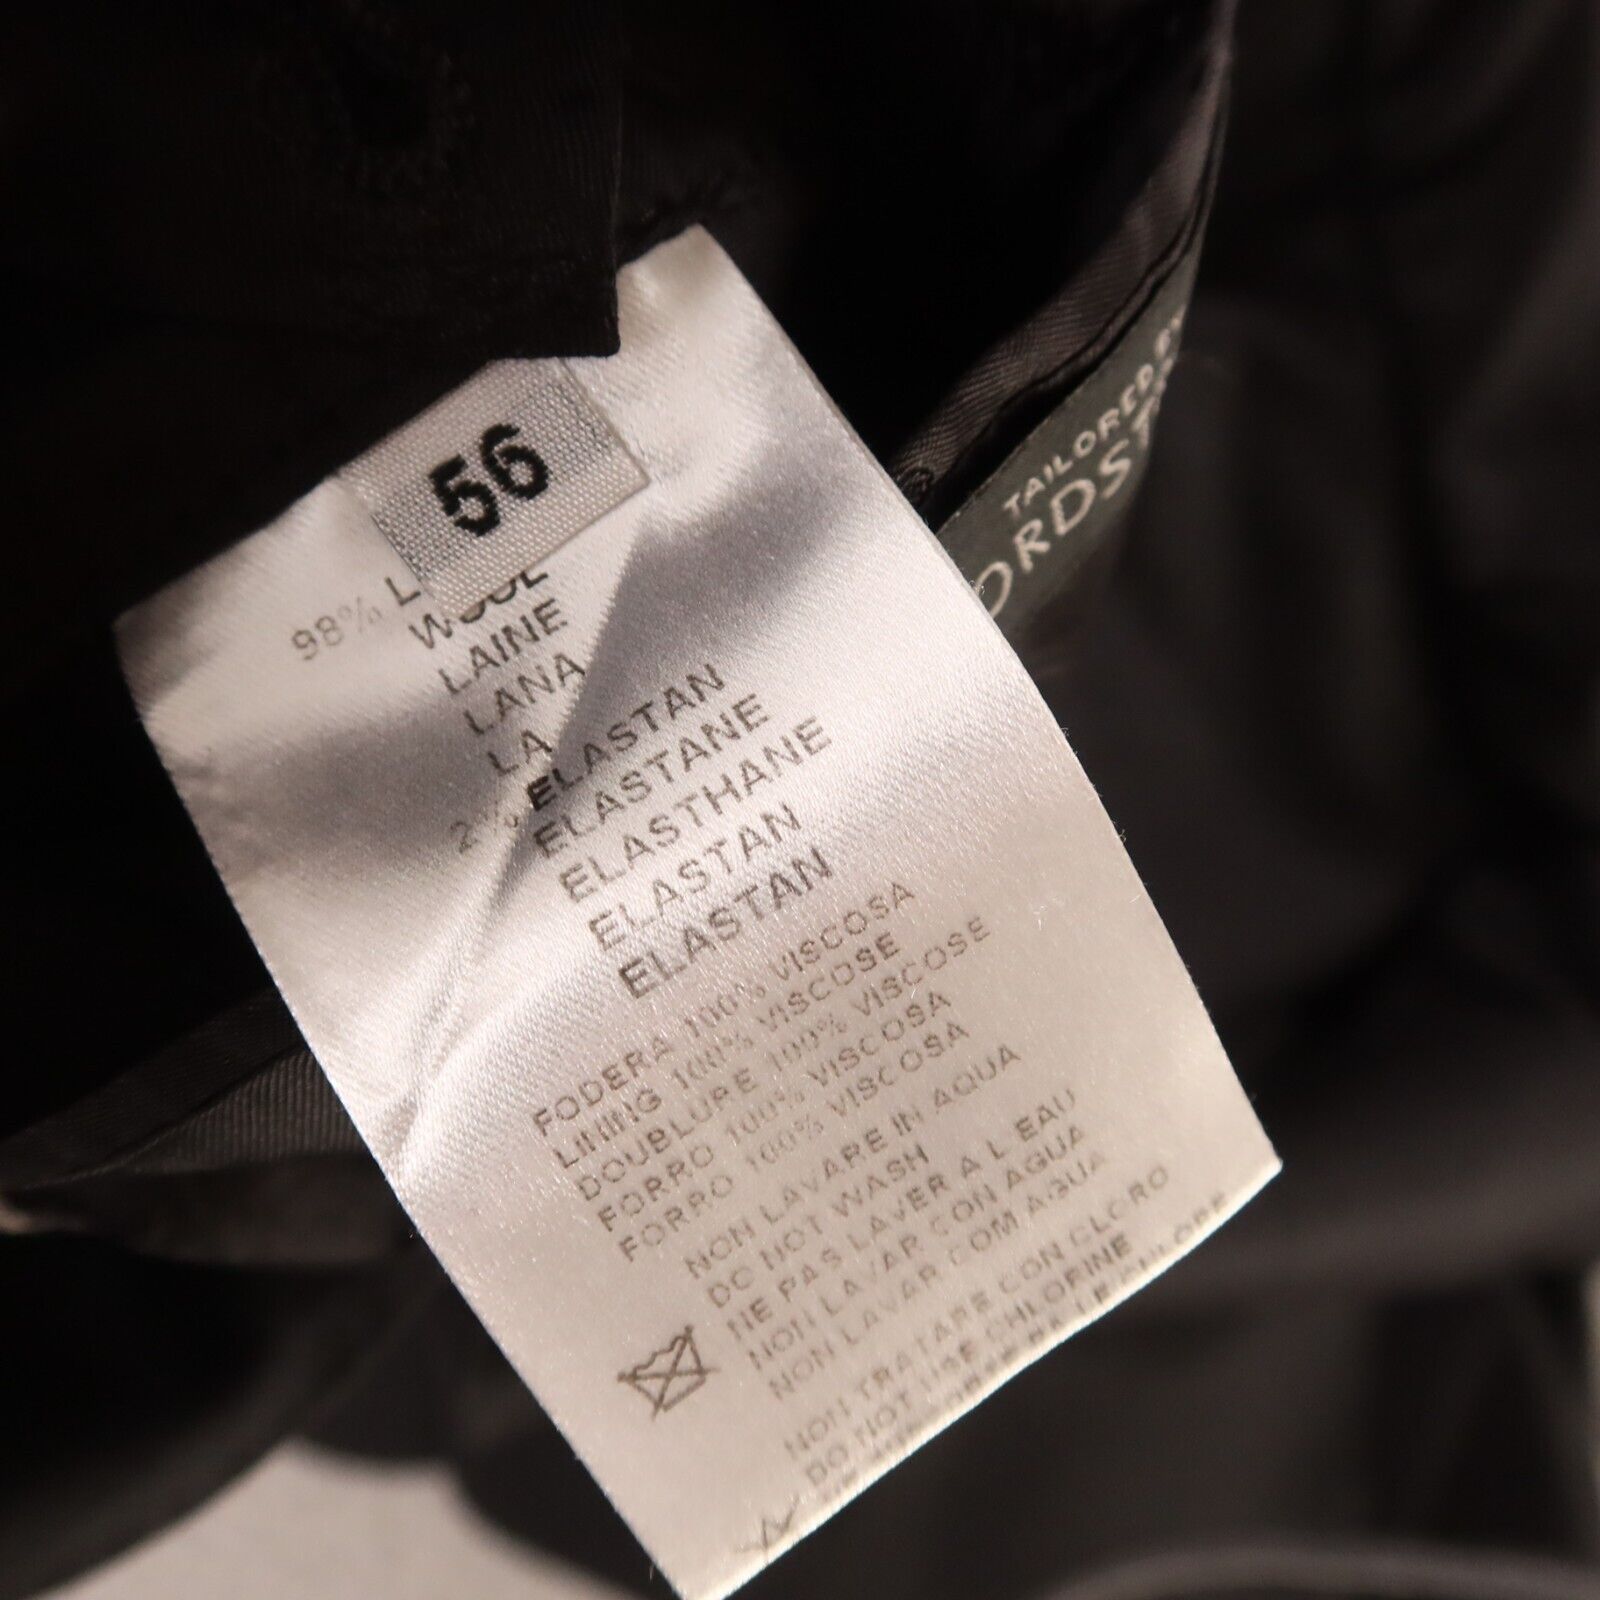 TAILORED BY
ORDS
56
98% L
WOOL
LAINE
LANA
LA
2% ELASTAN
ELASTANE
ELASTHANE
ELASTAN
ELASTAN
FODERA 100% VISCOSA
LINING 100% VISCOSE
DOUBLURE 100% VISCOSE
FORRO 100% VISCOSA
FORRO 100% VISCOSA
NON LAVARE IN AQUA
DO NOT WASH
NE PAS LAVER A L EAU
NON LAVAR CON AGUA
NON LAVAR COM AGUA
NON TRATARE CON CLORO
DO NOT USE CHLORINE